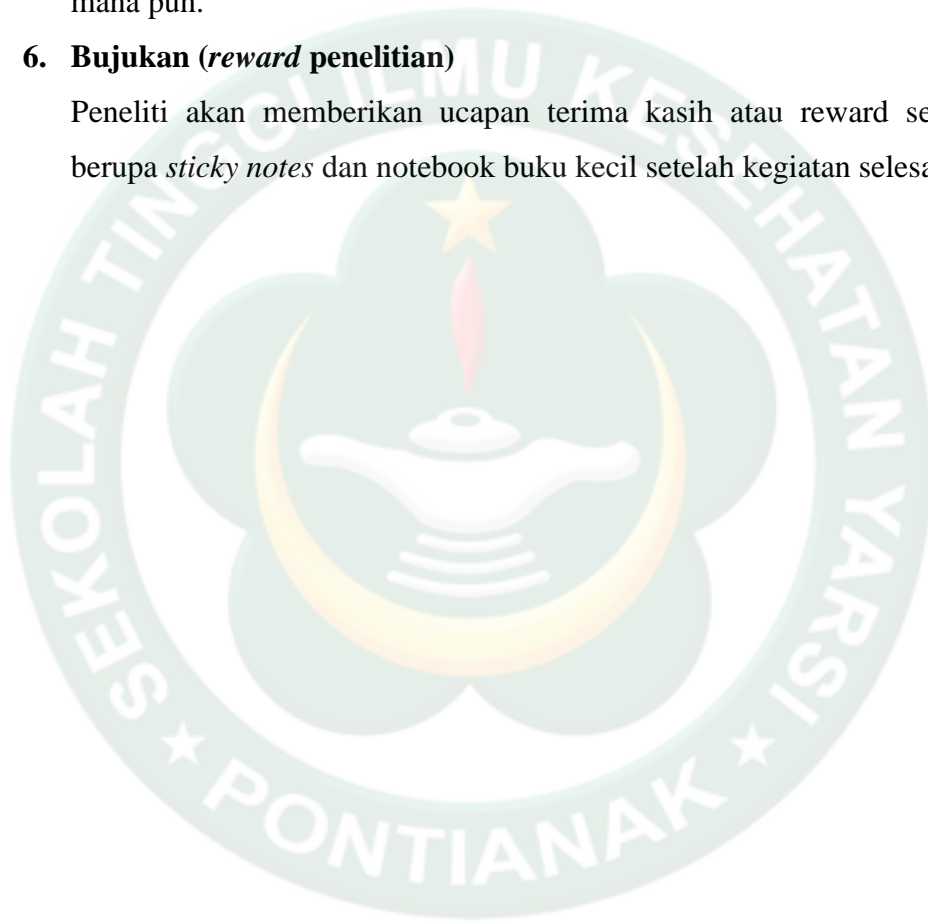 mana pun.
6. Bujukan (reward penelitian)
Peneliti akan memberikan ucapan terima kasih atau reward se
berupa sticky notes dan notebook buku kecil setelah kegiatan selesa
SEKOLAH TINGGI ILMU KESEHATAN YARSI
PONTIANAK